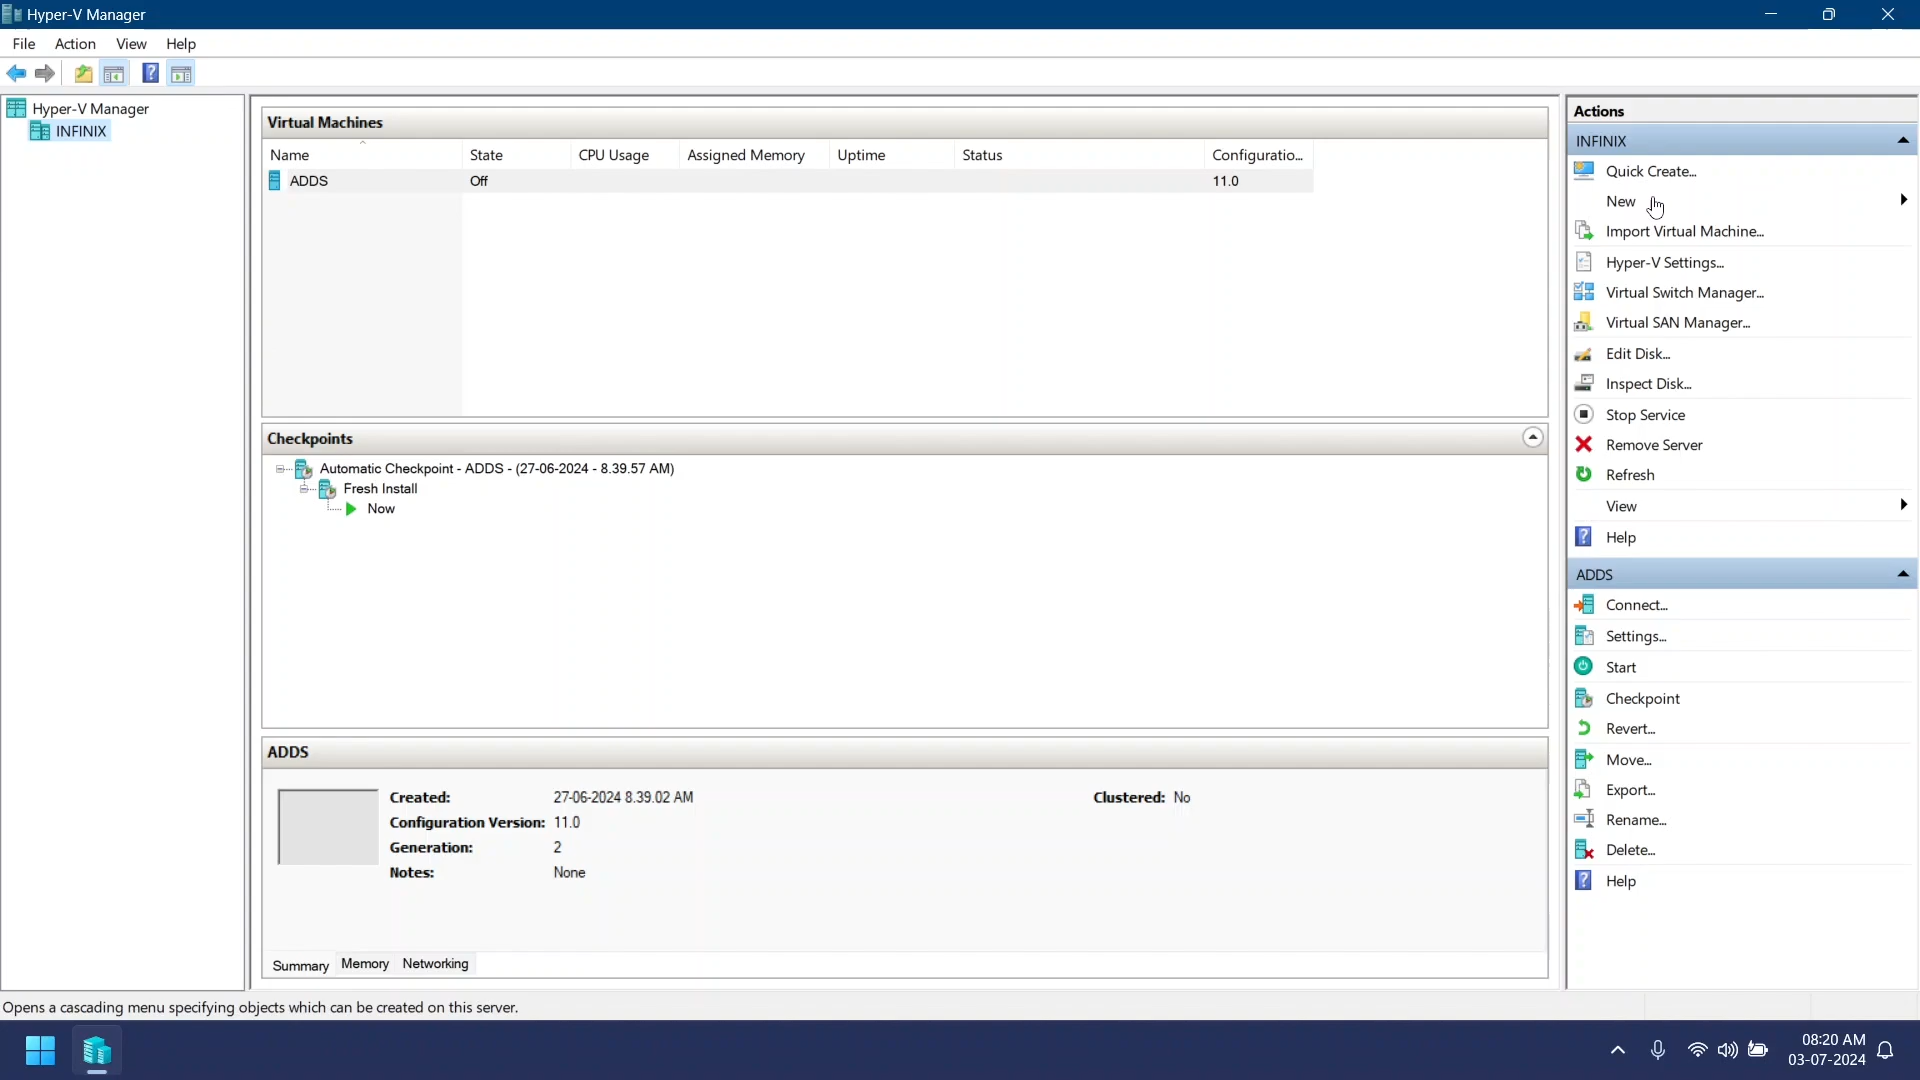 Hyper-V Manager
File Action View Help
Hyper-V Manager
INFINIX
Virtual Machines
Name State CPU Usage Assigned Memory Uptime Status Configuratio...
ADDS Off 11.0
Checkpoints
Automatic Checkpoint - ADDS - (27-06-2024 - 8.39.57 AM)
Fresh Install
Now
ADDS
Created: 27-06-2024 8.39.02 AM Clustered: No
Configuration Version: 11.0
Generation: 2
Notes: None
Summary Memory Networking
Actions
INFINIX
Quick Create...
New
Import Virtual Machine...
Hyper-V Settings...
Virtual Switch Manager...
Virtual SAN Manager...
Edit Disk...
Inspect Disk...
Stop Service
Remove Server
Refresh
View
Help
ADDS
Connect...
Settings...
Start
Checkpoint
Revert...
Move...
Export...
Rename...
Delete...
Help
Opens a cascading menu specifying objects which can be created on this server.
08:20 AM
03-07-2024